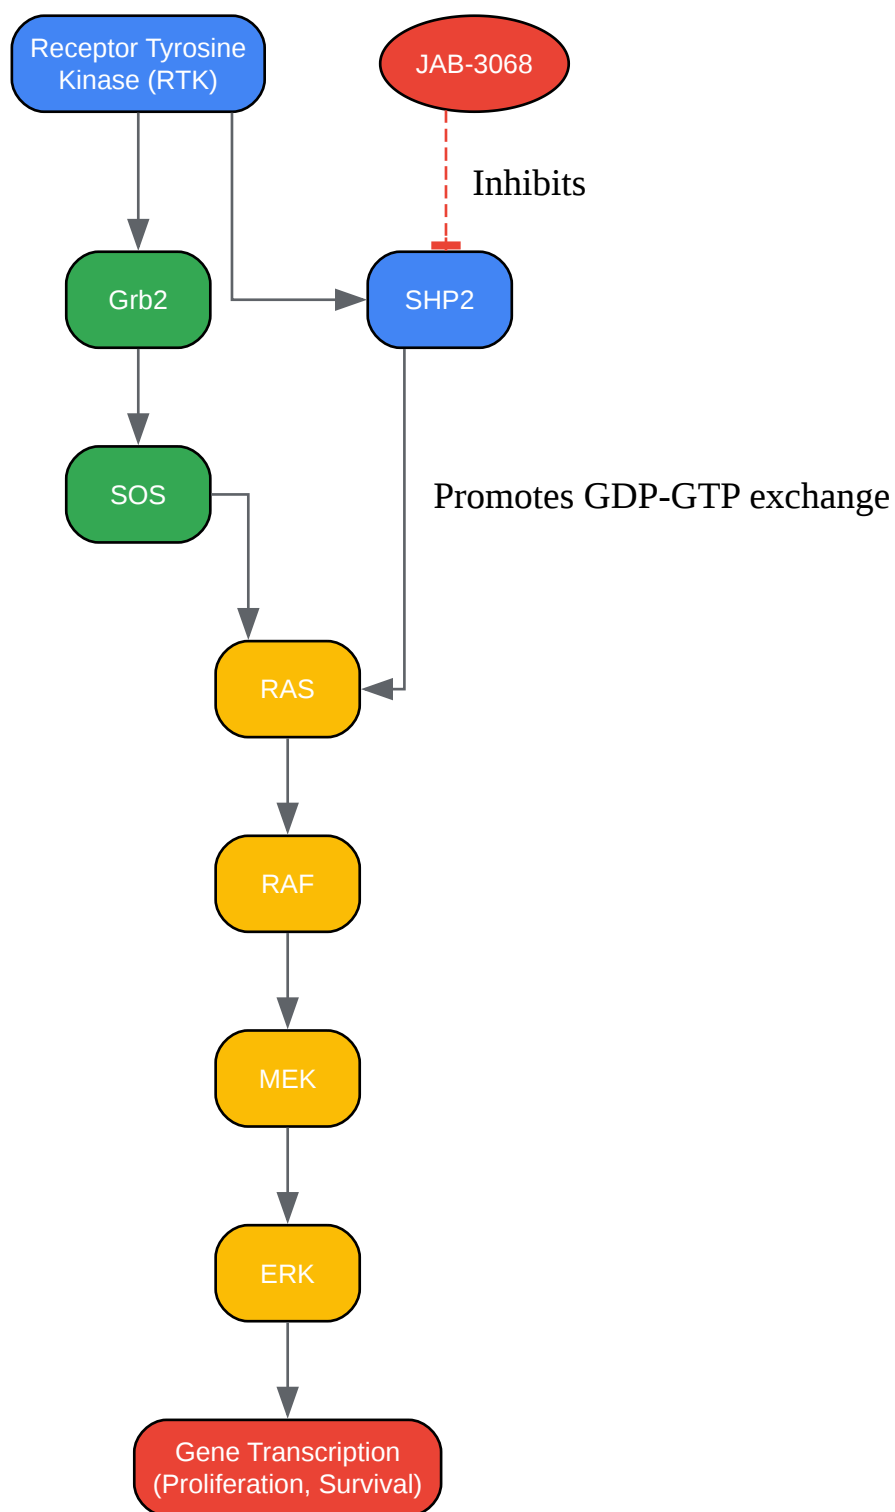 Receptor Tyrosine
Kinase (RTK)
JAB-3068
Inhibits
Grb2
SHP2
SOS
Promotes GDP-GTP exchange
RAS
RAF
MEK
ERK
Gene Transcription
(Proliferation, Survival)